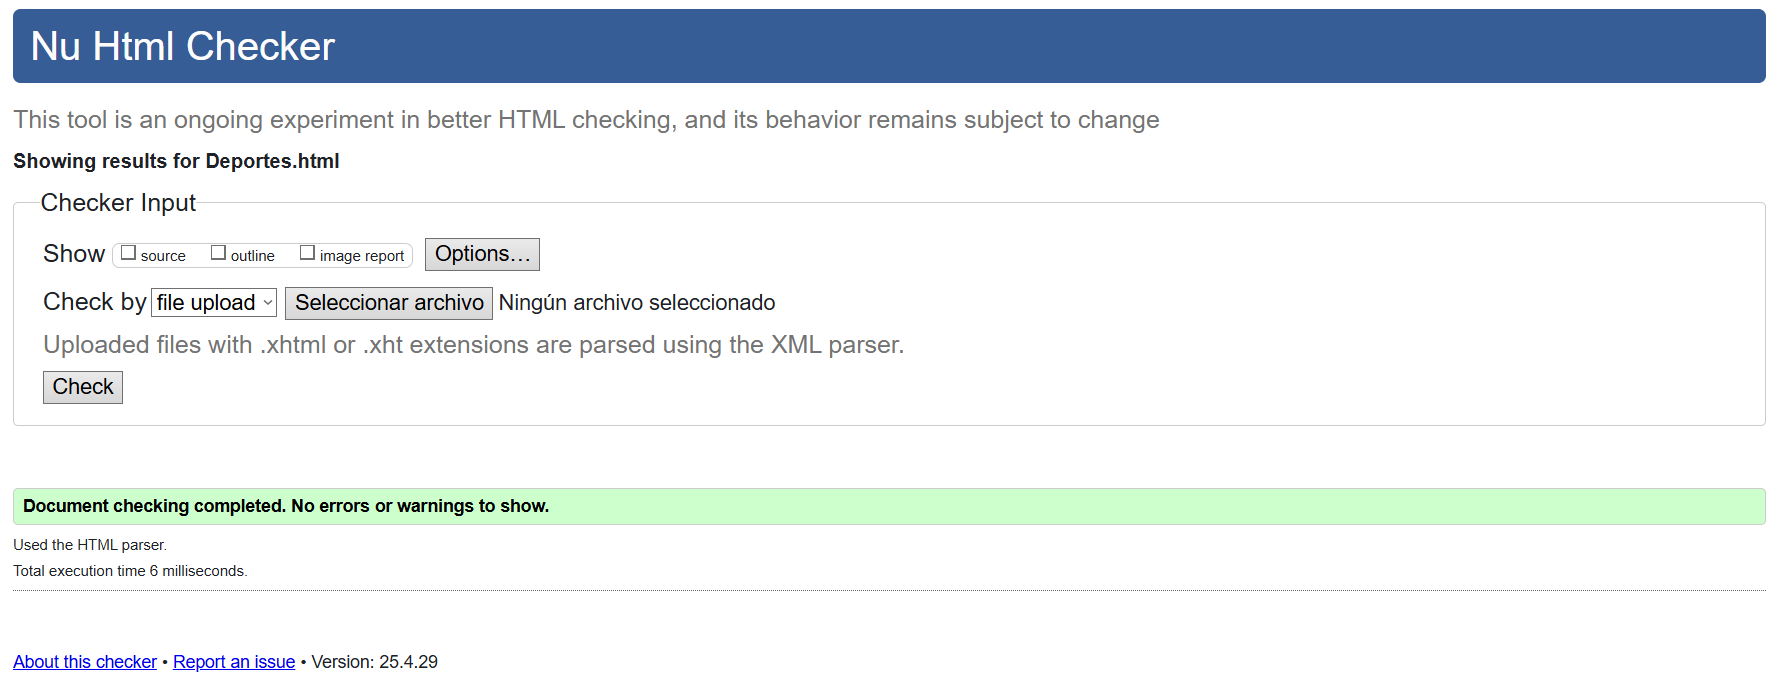 Nu Html Checker
This tool is an ongoing experiment in better HTML checking, and its behavior remains subject to change
Showing results for Deportes.html
Checker Input
Show source outline image report Options...
Check by file upload Seleccionar archivo Ningún archivo seleccionado
Uploaded files with .xhtml or .xht extensions are parsed using the XML parser.
Check
Document checking completed. No errors or warnings to show.
Used the HTML parser.
Total execution time 6 milliseconds.
About this checker • Report an issue • Version: 25.4.29